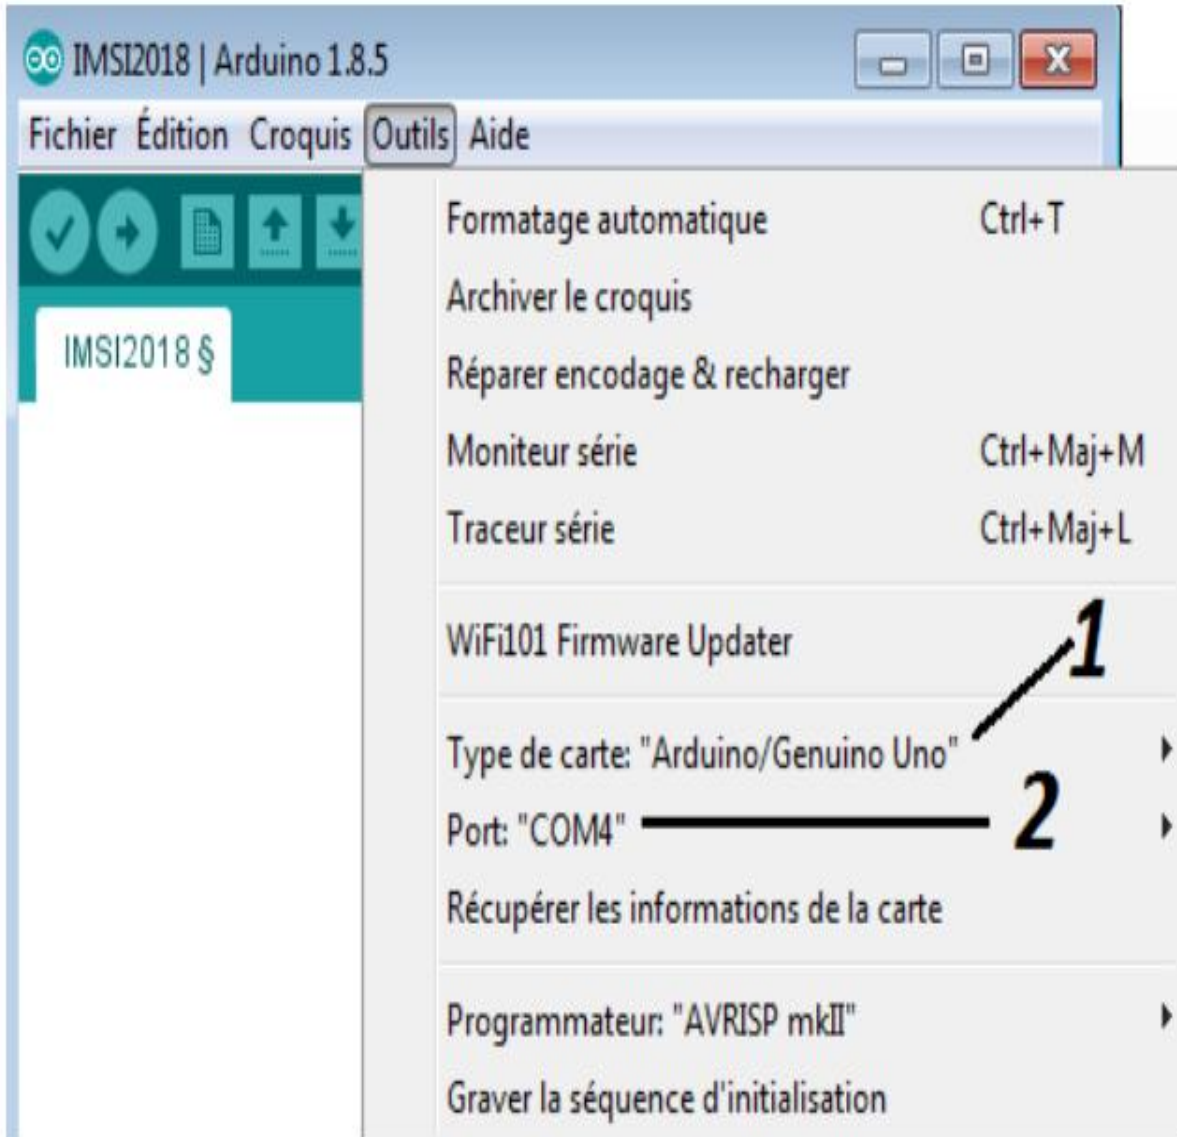 IMSI2018 | Arduino 1.8.5
Fichier Édition Croquis Outils Aide
IMSI2018 §
Formatage automatique Ctrl+T
Archiver le croquis
Réparer encodage & recharger
Moniteur série Ctrl+Maj+M
Traceur série Ctrl+Maj+L
WiFi101 Firmware Updater
1
Type de carte: "Arduino/Genuino Uno"
Port: "COM4" 2
Récupérer les informations de la carte
Programmateur: "AVRISP mkII"
Graver la séquence d'initialisation